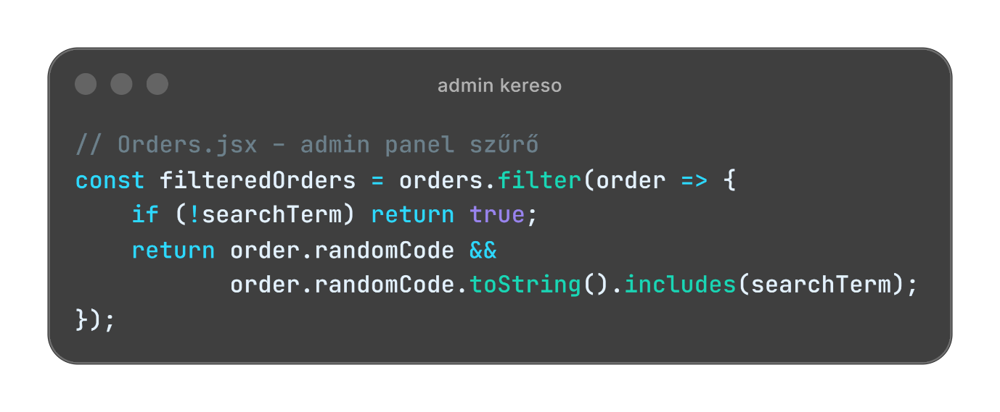 admin kereso
// Orders.jsx – admin panel szűrő
const filteredOrders = orders.filter(order => {
    if (!searchTerm) return true;
    return order.randomCode &&
           order.randomCode.toString().includes(searchTerm);
});